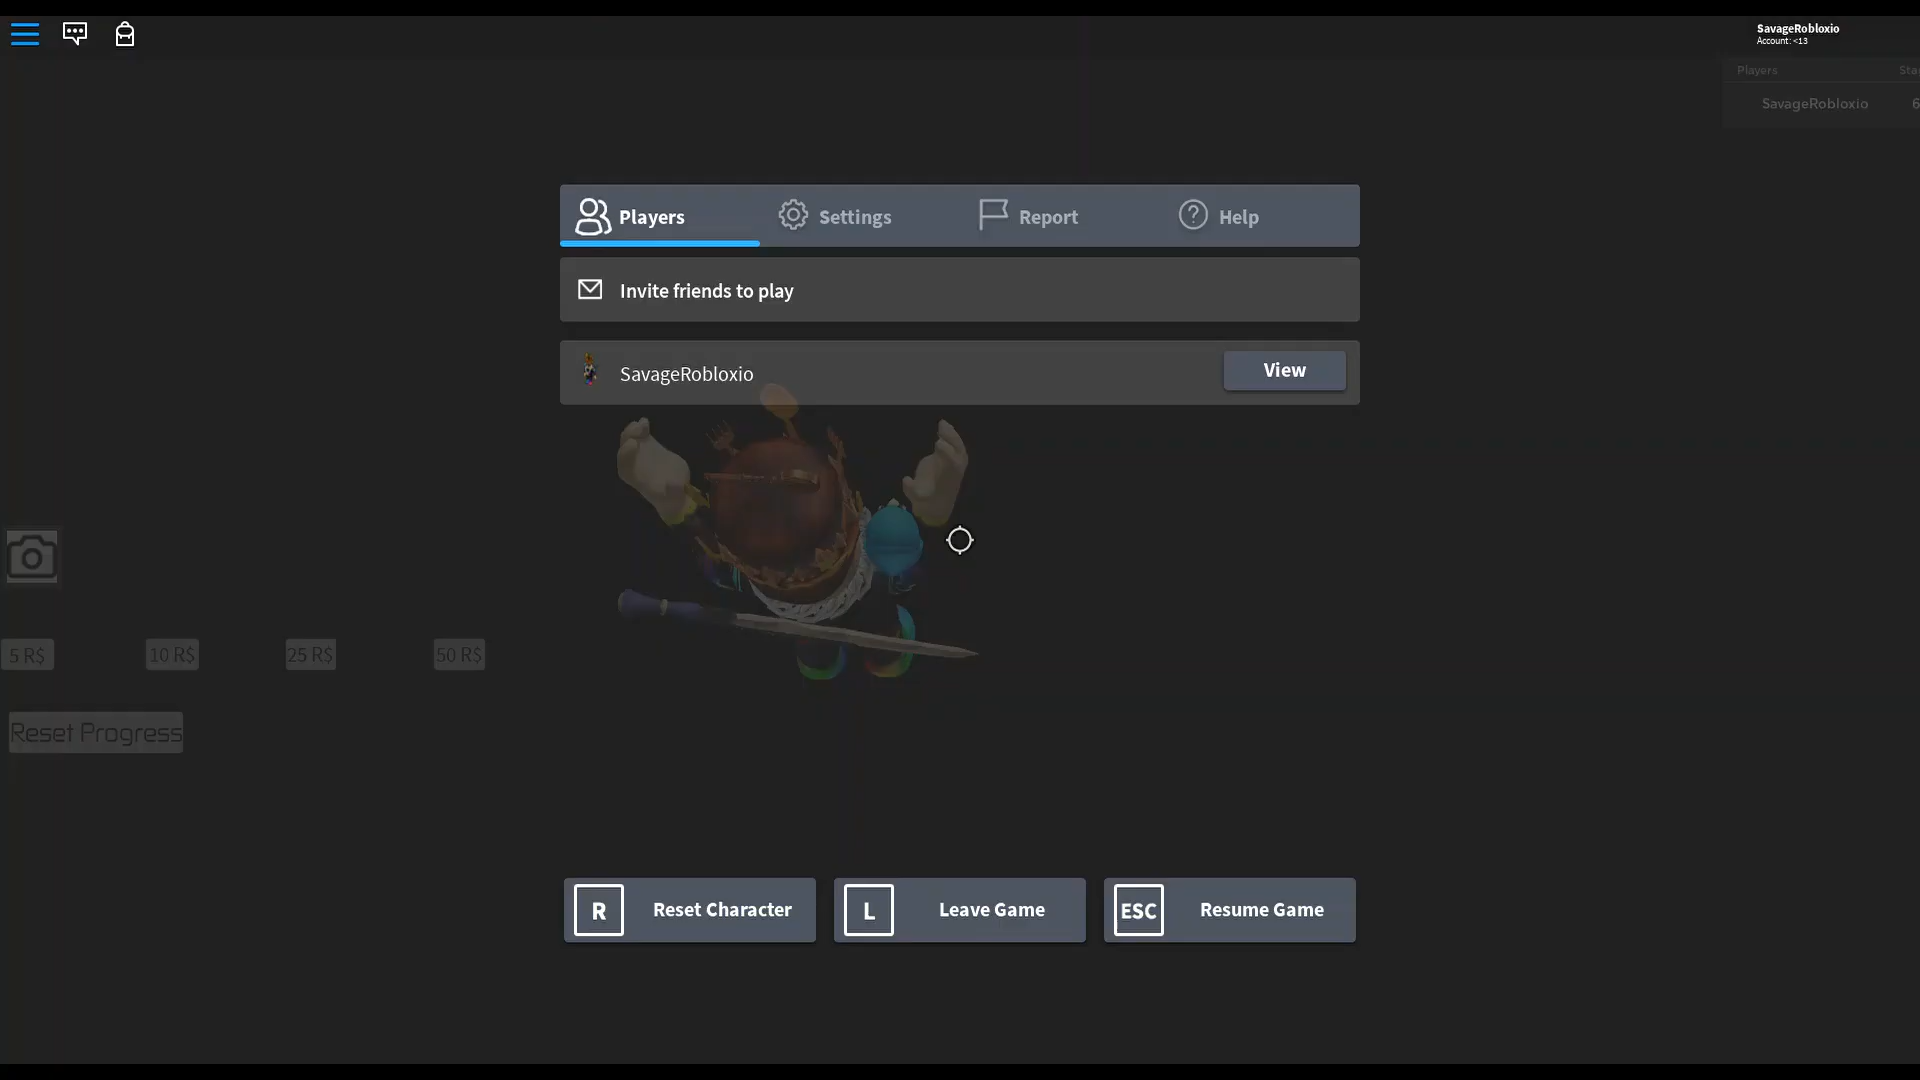 SavageRobloxio
Account: <13
Players
SavageRobloxio
Players Settings Report Help
Invite friends to play
SavageRobloxio View
5 R$ 10 R$ 25 R$ 50 R$
Reset Progress
R Reset Character L Leave Game ESC Resume Game